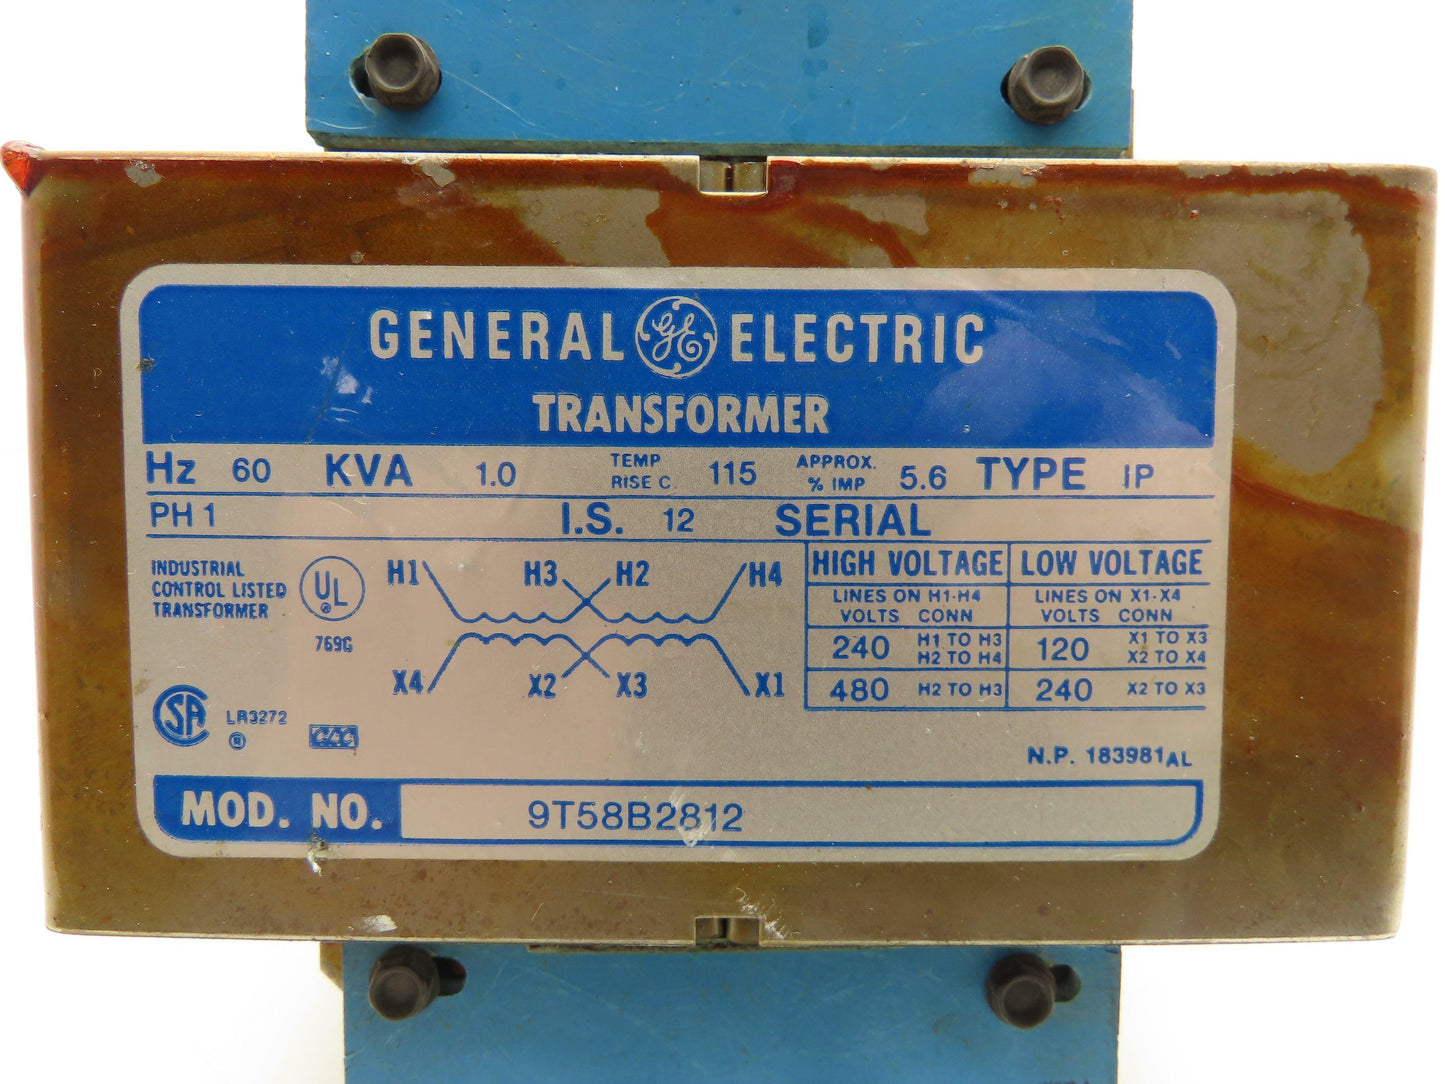 GENERAL GE ELECTRIC
TRANSFORMER
Hz 60 KVA 1.0 TEMP RISE C. 115 APPROX. % IMP 5.6 TYPE IP
PH 1 I.S. 12 SERIAL
INDUSTRIAL
CONTROL LISTED
TRANSFORMER
UL
®
769G
H1 H3 H2 H4
X4 X2 X3 X1
HIGH VOLTAGE LOW VOLTAGE
LINES ON H1-H4 LINES ON X1-X4
VOLTS CONN VOLTS CONN
240 H1 TO H3 H2 TO H4 120 X1 TO X3 X2 TO X4
480 H2 TO H3 240 X2 TO X3
SA LR3272
®
N.P. 183981AL
MOD. NO. 9T58B2812